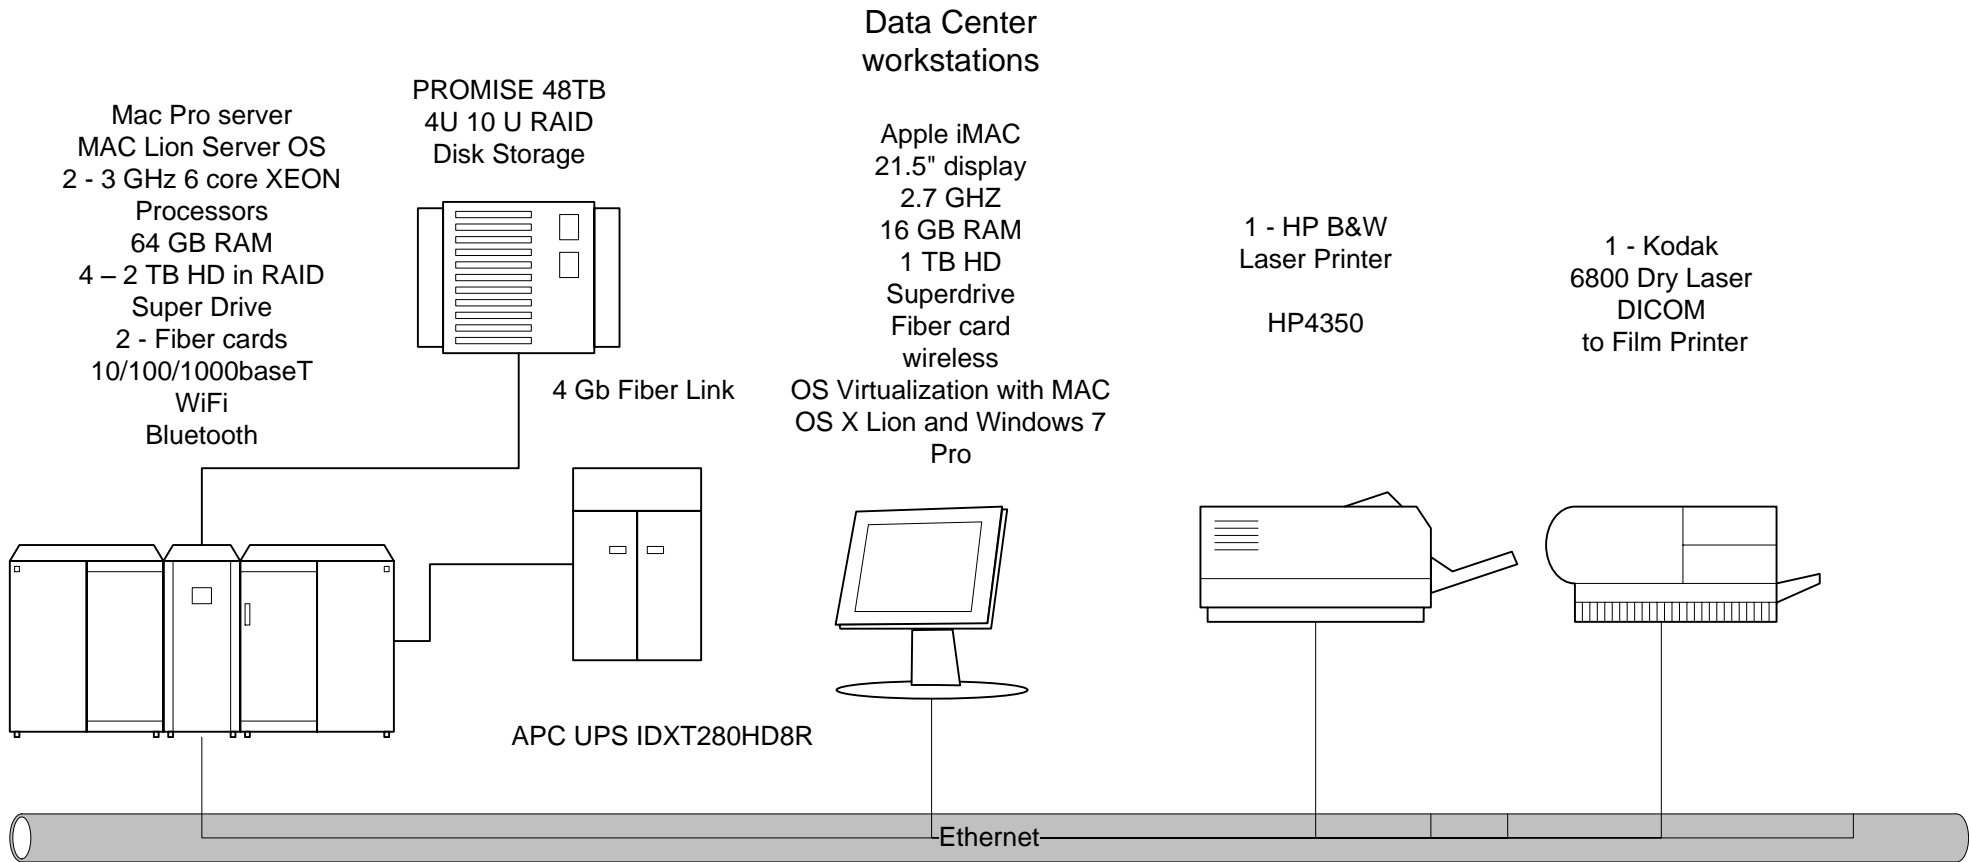 Data Center
workstations
Mac Pro server
MAC Lion Server OS
2 - 3 GHz 6 core XEON
Processors
64 GB RAM
4 – 2 TB HD in RAID
Super Drive
2 - Fiber cards
10/100/1000baseT
WiFi
Bluetooth
PROMISE 48TB
4U 10 U RAID
Disk Storage
4 Gb Fiber Link
Apple iMAC
21.5" display
2.7 GHZ
16 GB RAM
1 TB HD
Superdrive
Fiber card
wireless
OS Virtualization with MAC
OS X Lion and Windows 7
Pro
1 - HP B&W
Laser Printer
HP4350
1 - Kodak
6800 Dry Laser
DICOM
to Film Printer
APC UPS IDXT280HD8R
Ethernet